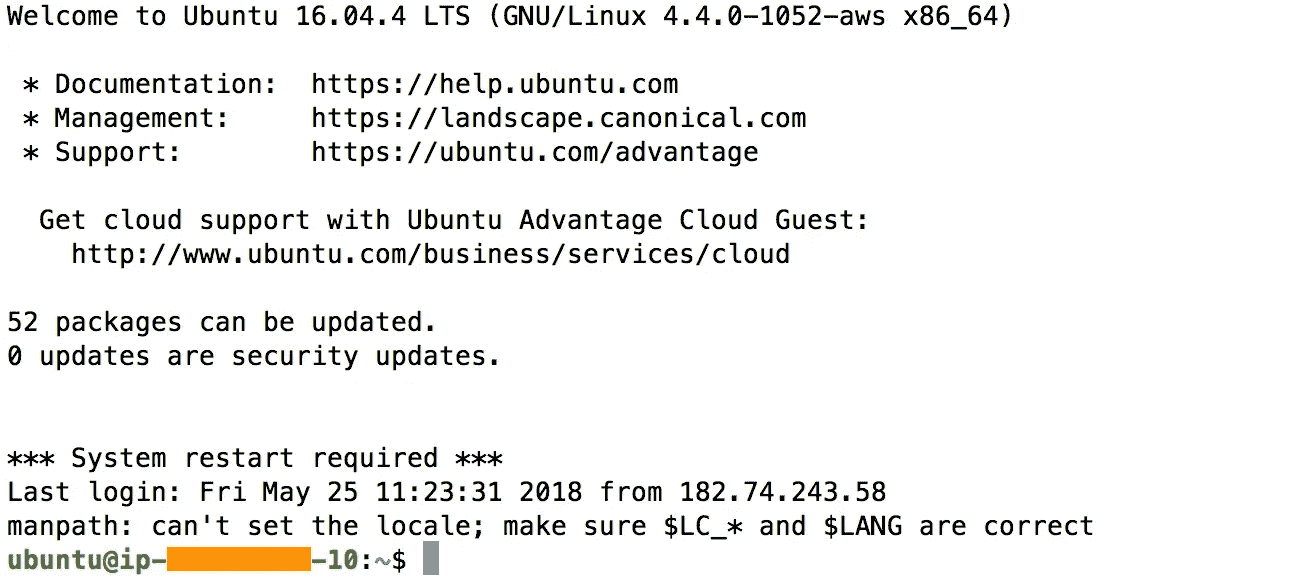 Welcome to Ubuntu 16.04.4 LTS (GNU/Linux 4.4.0-1052-aws x86_64)
* Documentation: https://help.ubuntu.com
* Management: https://landscape.canonical.com
* Support: https://ubuntu.com/advantage
Get cloud support with Ubuntu Advantage Cloud Guest:
http://www.ubuntu.com/business/services/cloud
52 packages can be updated.
0 updates are security updates.
*** System restart required ***
Last login: Fri May 25 11:23:31 2018 from 182.74.243.58
manpath: can't set the locale; make sure $LC_* and $LANG are correct
ubuntu@ip- -10:~$